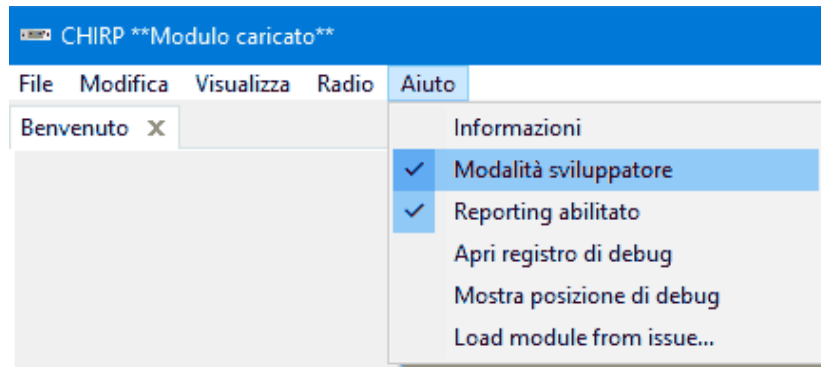 CHIRP **Modulo caricato**
File Modifica Visualizza Radio Aiuto
Benvenuto X
Informazioni
Modalità sviluppatore
Reporting abilitato
Apri registro di debug
Mostra posizione di debug
Load module from issue...